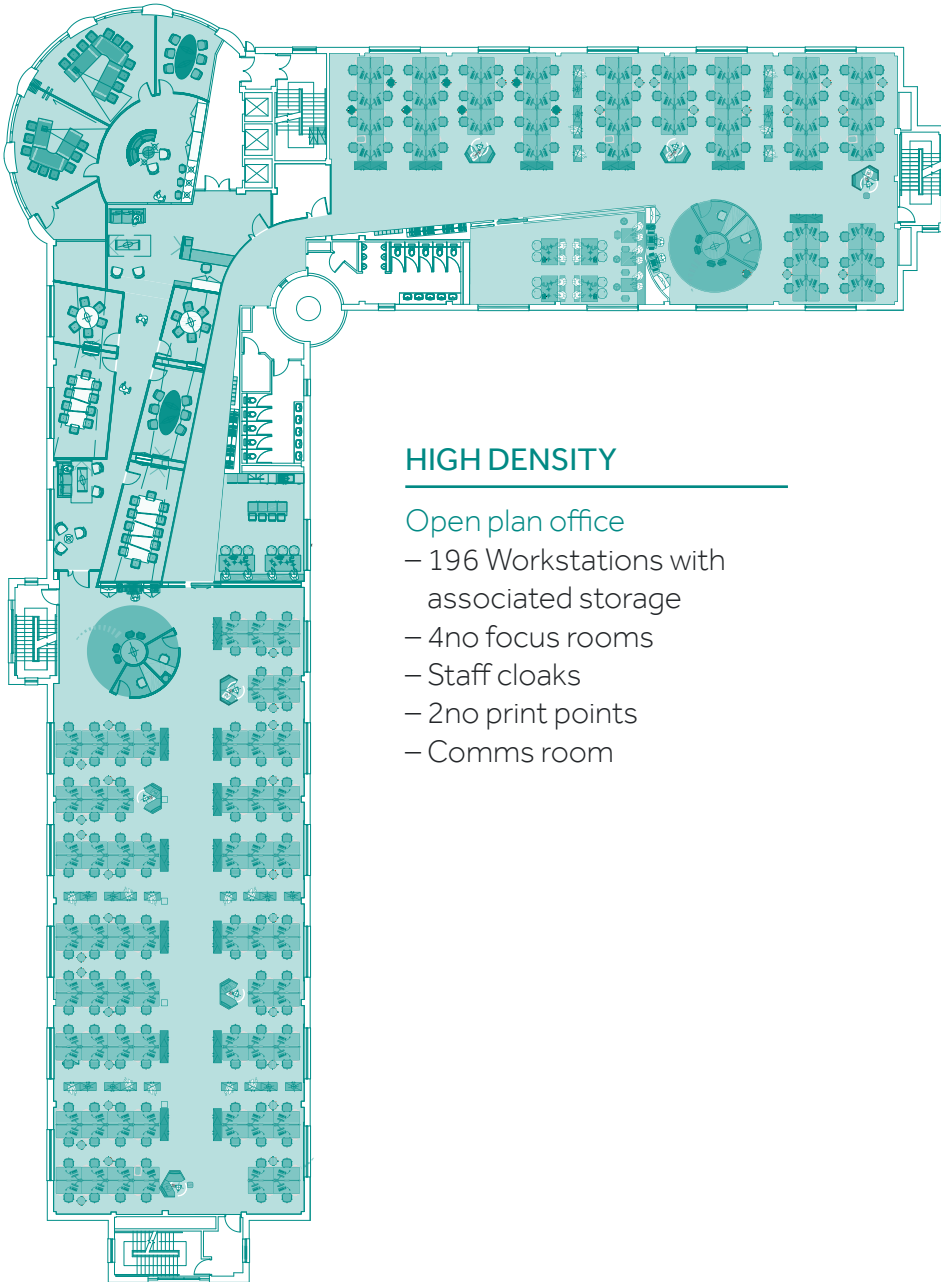 HIGH DENSITY
Open plan office
– 196 Workstations with
associated storage
– 4no focus rooms
– Staff cloaks
– 2no print points
– Comms room